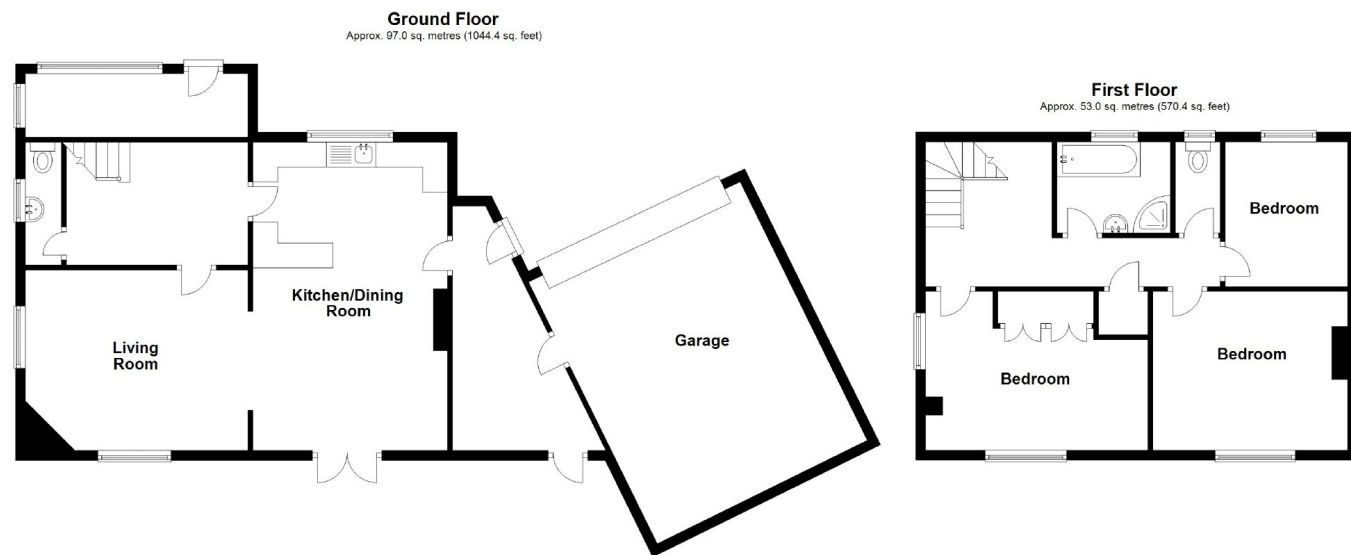 Ground Floor
Approx. 97.0 sq. metres (1044.4 sq. feet)
Kitchen/Dining
Room
Living
Room
Garage
First Floor
Approx. 53.0 sq. metres (570.4 sq. feet)
Bedroom
Bedroom
Bedroom